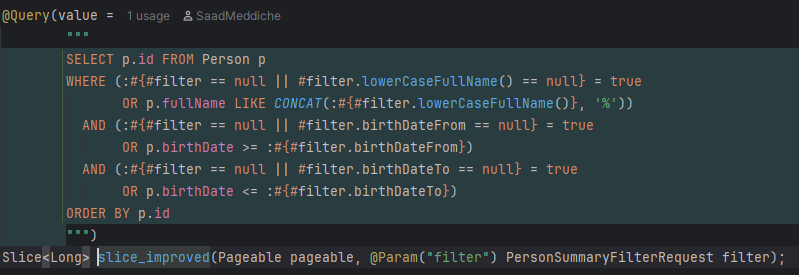 @Query(value = 1 usage SaadMeddiche
"""
SELECT p.id FROM Person p
WHERE (:#{#filter == null || #filter.lowerCaseFullName() == null} = true
OR p.fullName LIKE CONCAT(:#{#filter.lowerCaseFullName()}, '%'))
AND (:#{#filter == null || #filter.birthDateFrom == null} = true
OR p.birthDate >= :#{#filter.birthDateFrom})
AND (:#{#filter == null || #filter.birthDateTo == null} = true
OR p.birthDate <= :#{#filter.birthDateTo})
ORDER BY p.id
""")
Slice<Long> slice_improved(Pageable pageable, @Param("filter") PersonSummaryFilterRequest filter);